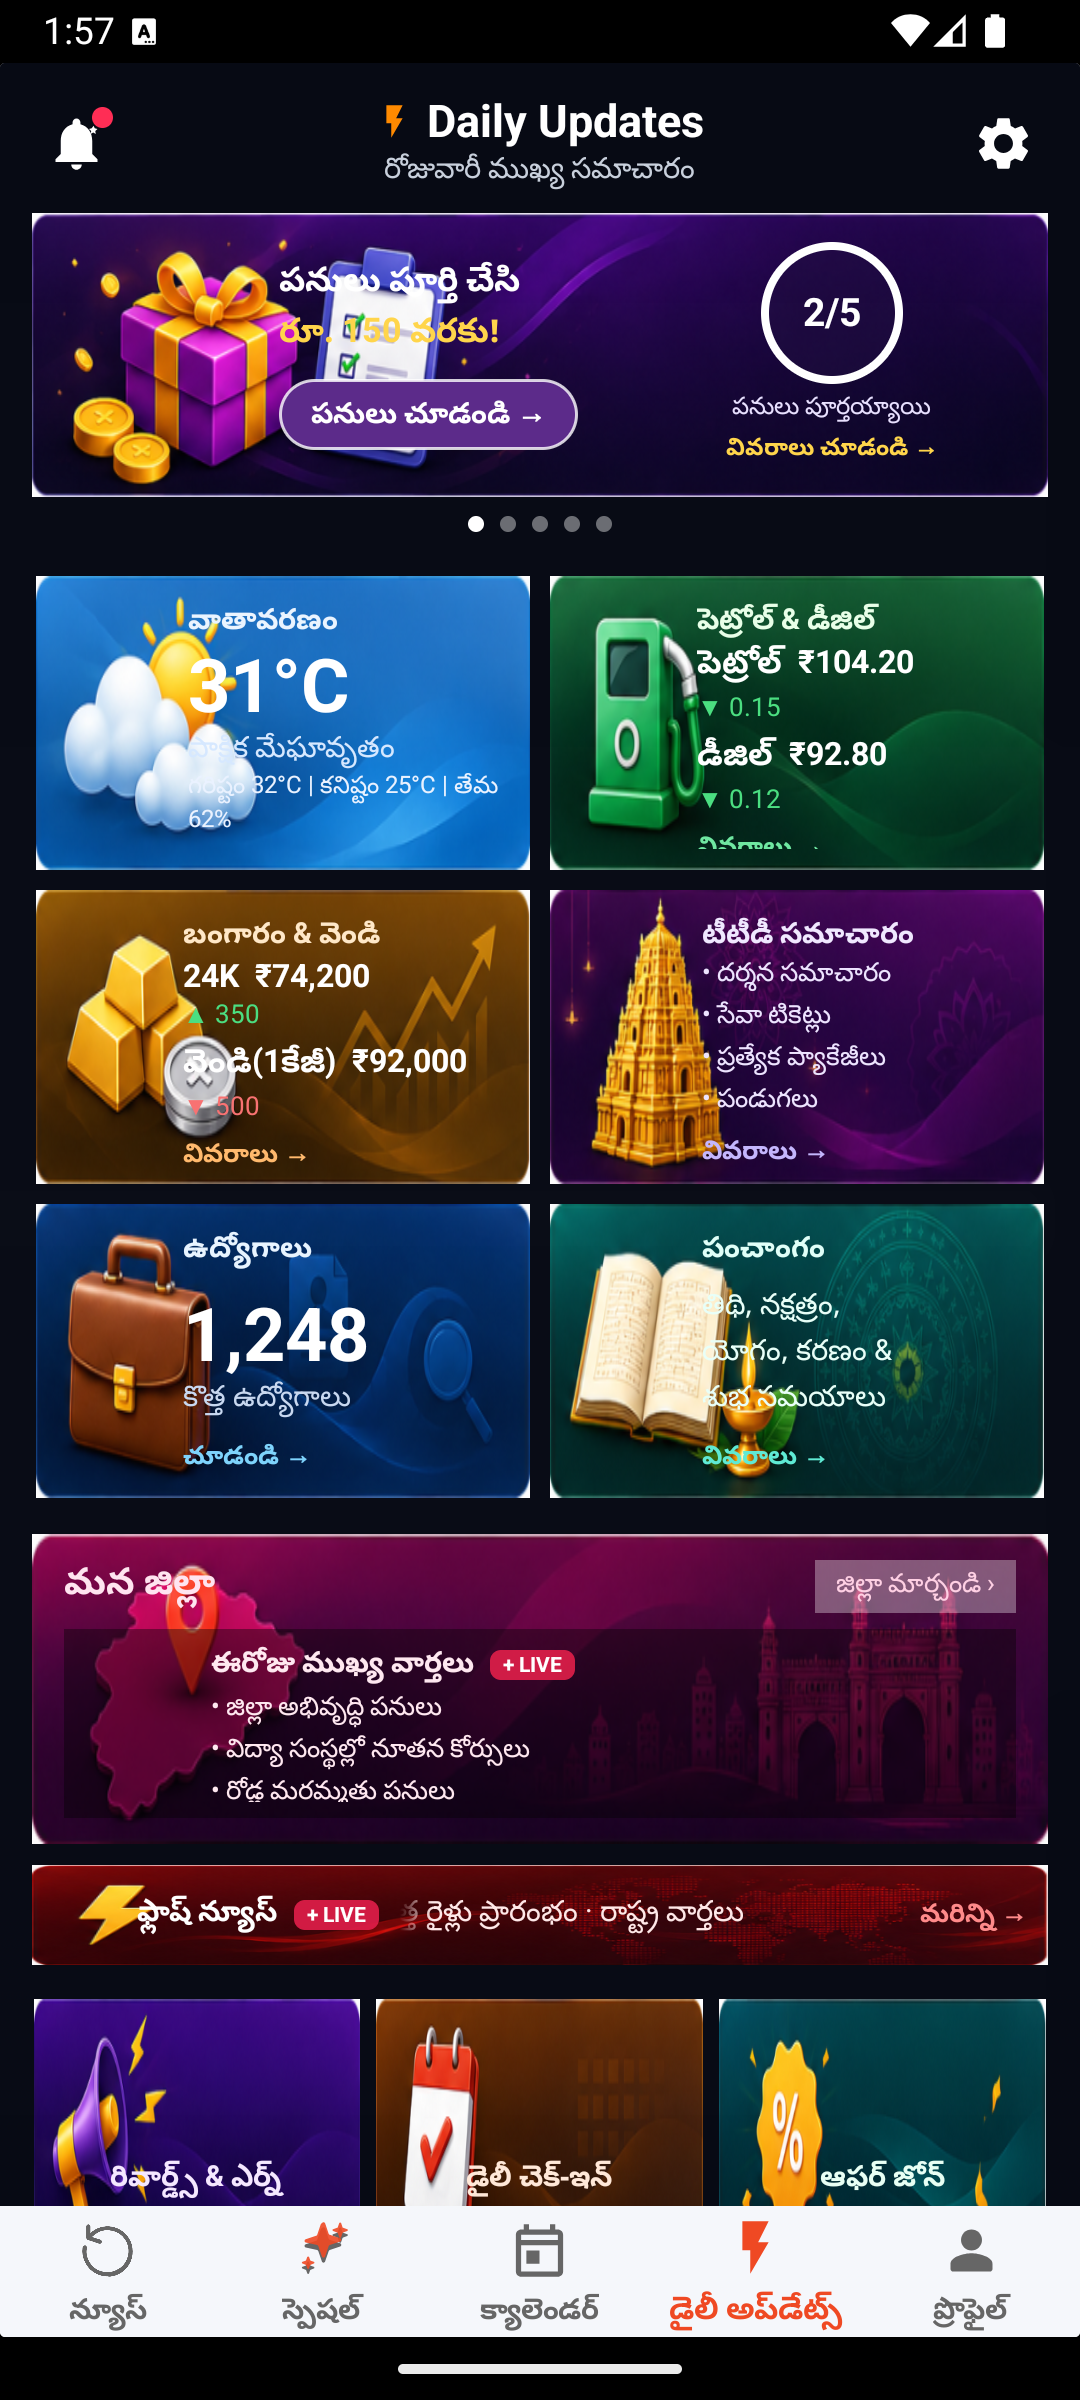 1:57
Daily Updates
రోజువారీ ముఖ్య సమాచారం
పనులు పూర్తి చేసి
రూ. 150 వరకు!
పనులు చూడండి →
2/5
పనులు పూర్తయ్యాయి
వివరాలు చూడండి →
వాతావరణం
31°C
పాక్షిక మేఘావృతం
గరిష్టం 32°C | కనిష్టం 25°C | తేమ
62%
పెట్రోల్ & డీజిల్
పెట్రోల్ ₹104.20
▼ 0.15
డీజిల్ ₹92.80
▼ 0.12
వివరాలు →
బంగారం & వెండి
24K ₹74,200
▲ 350
వెండి(1కేజీ) ₹92,000
▼ 500
వివరాలు →
టీటీడీ సమాచారం
• దర్శన సమాచారం
• సేవా టికెట్లు
• ప్రత్యేక ప్యాకేజీలు
• పండుగలు
వివరాలు →
ఉద్యోగాలు
1,248
కొత్త ఉద్యోగాలు
చూడండి →
పంచాంగం
తిథి, నక్షత్రం,
యోగం, కరణం &
శుభ సమయాలు
వివరాలు →
మన జిల్లా
జిల్లా మార్చండి ›
ఈరోజు ముఖ్య వార్తలు + LIVE
• జిల్లా అభివృద్ధి పనులు
• విద్యా సంస్థల్లో నూతన కోర్సులు
• రోడ్డ మరమ్మతు పనులు
ఫ్లాష్ న్యూస్ + LIVE త్త రైళ్లు ప్రారంభం · రాష్ట్ర వార్తలు మరిన్ని →
రివార్డ్స్ & ఎర్న్
డైలీ చెక్-ఇన్
%
ఆఫర్ జోన్
న్యూస్
స్పెషల్
క్యాలెండర్
డైలీ అప్‌డేట్స్
ప్రొఫైల్